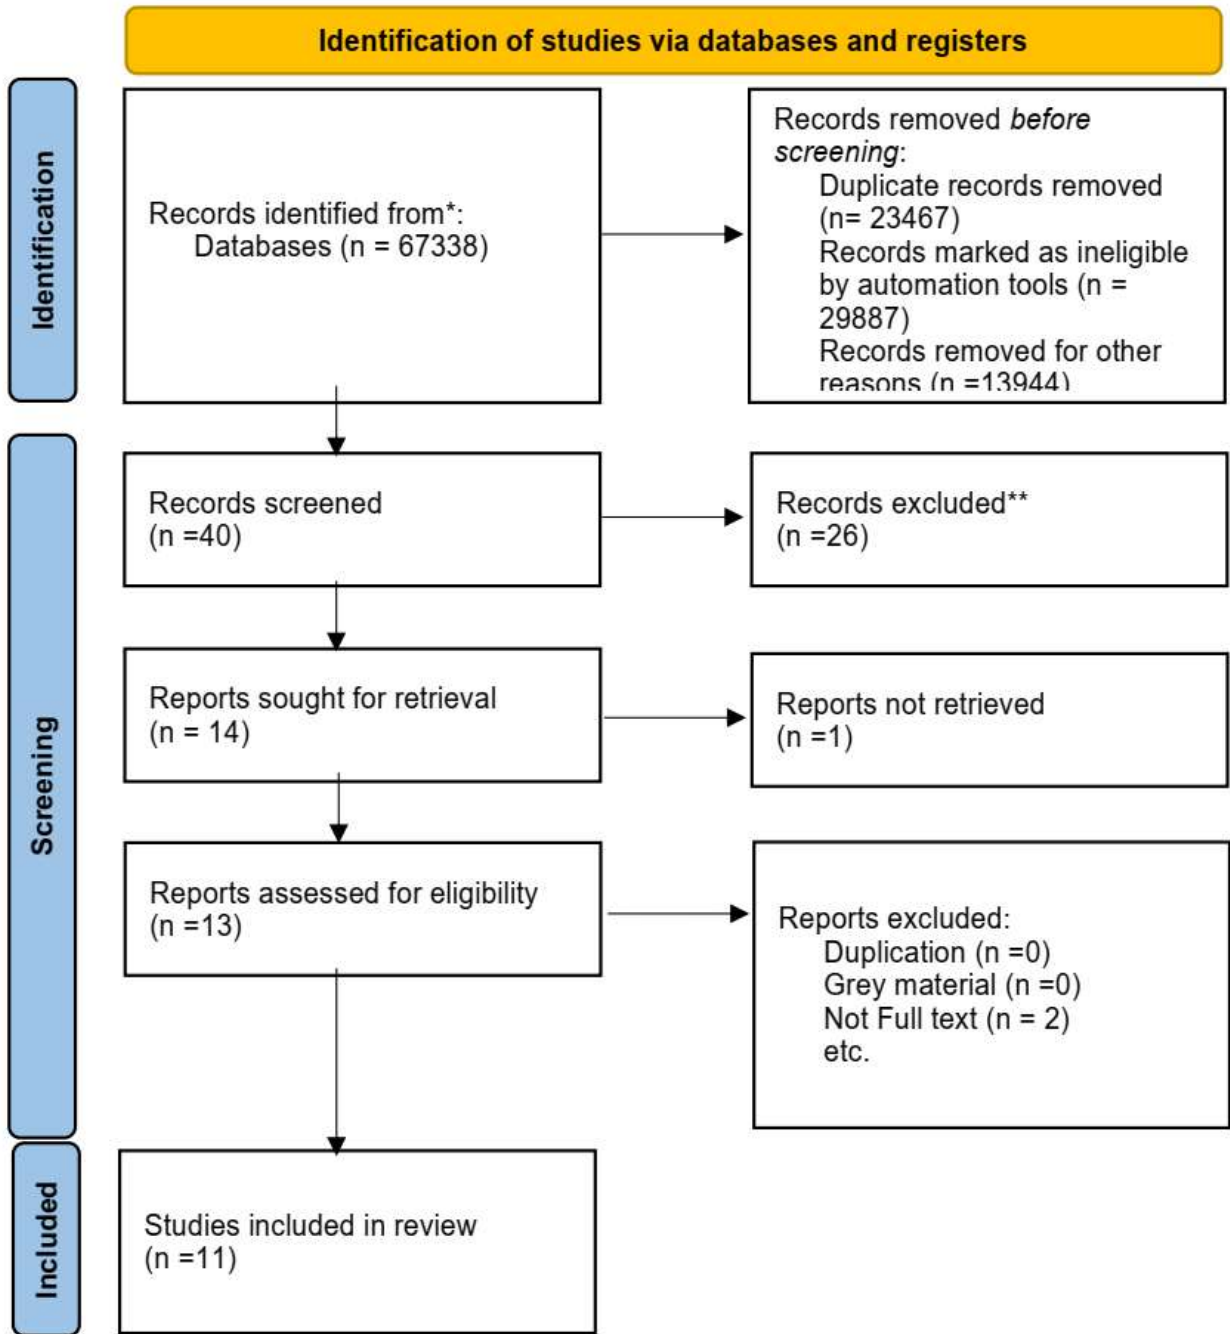 Identification of studies via databases and registers
Identification
Records identified from*:
Databases (n = 67338)
Records removed before
screening:
Duplicate records removed
(n= 23467)
Records marked as ineligible
by automation tools (n =
29887)
Records removed for other
reasons (n =13944)
Screening
Records screened
(n =40)
Records excluded**
(n =26)
Reports sought for retrieval
(n = 14)
Reports not retrieved
(n =1)
Reports assessed for eligibility
(n =13)
Reports excluded:
Duplication (n =0)
Grey material (n =0)
Not Full text (n = 2)
etc.
Included
Studies included in review
(n =11)